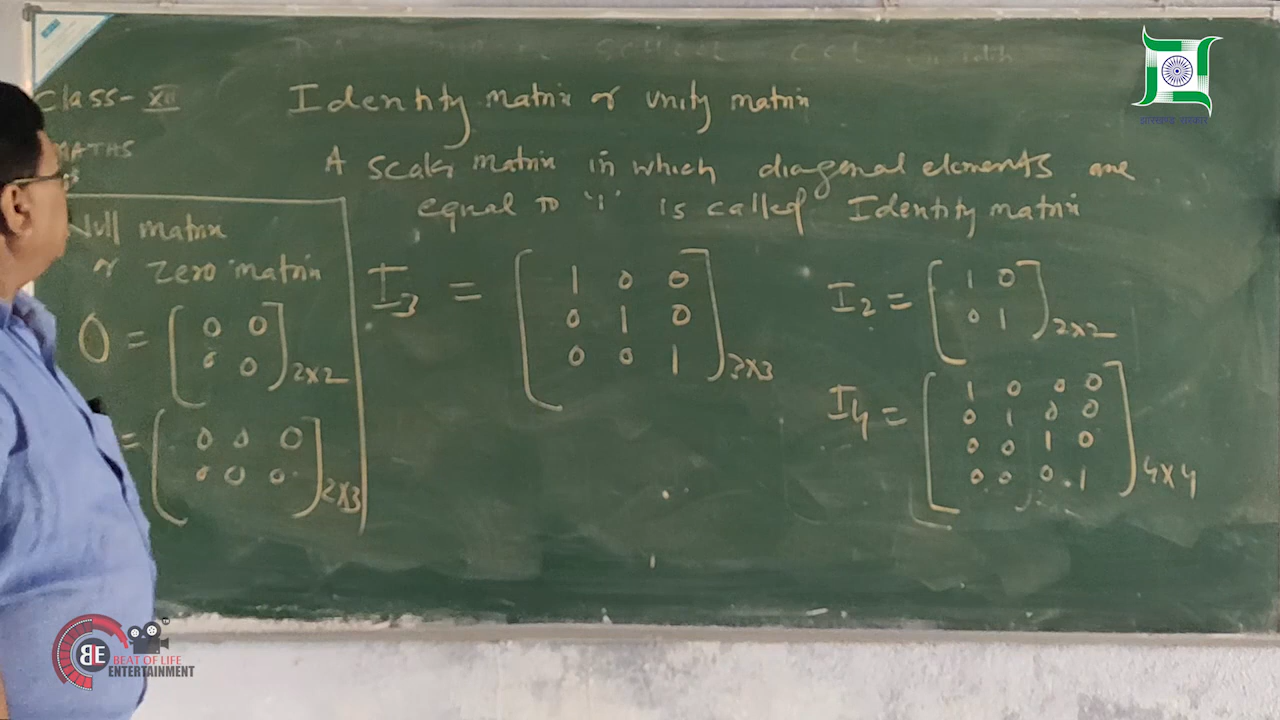 Class - XII
MATHS
Identity matrix or unity matrix
A scalar matrix in which diagonal elements are
equal to '1' is called Identity matrix
Null matrix
or zero matrix
O = [ 0 0
0 0 ] 2x2
= [ 0 0 0
0 0 0 ] 2x3
I3 = [ 1 0 0
0 1 0
0 0 1 ] 3x3
I2 = [ 1 0
0 1 ] 2x2
I4 = [ 1 0 0 0
0 1 0 0
0 0 1 0
0 0 0 1 ] 4x4
झारखण्ड सरकार
BE
BEAT OF LIFE
ENTERTAINMENT